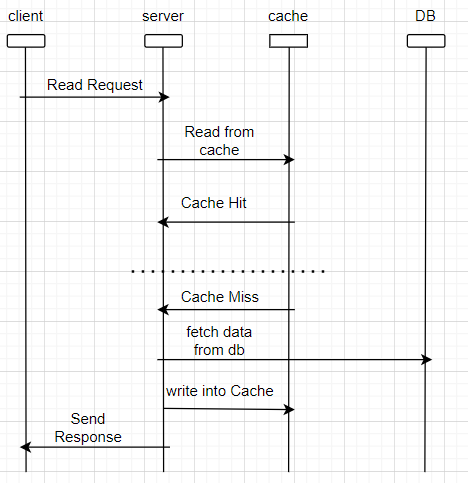 client
server
cache
DB
Read Request
Read from
cache
Cache Hit
Cache Miss
fetch data
from db
write into Cache
Send
Response